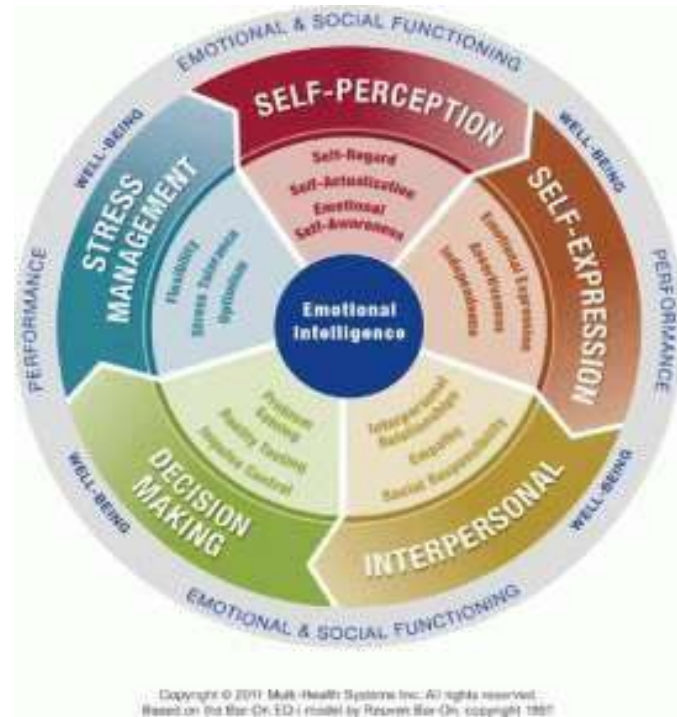 EMOTIONAL & SOCIAL FUNCTIONING
WELL-BEING
WELL-BEING
PERFORMANCE
PERFORMANCE
WELL-BEING
WELL-BEING
EMOTIONAL & SOCIAL FUNCTIONING
SELF-PERCEPTION
Self-Regard
Self-Actualisation
Emotional
Self-Awareness
SELF-EXPRESSION
Emotional Expression
Assertiveness
Independence
INTERPERSONAL
Interpersonal
Relationships
Empathy
Social Responsibility
DECISION
MAKING
Problem
Solving
Reality Testing
Impulse Control
STRESS
MANAGEMENT
Flexibility
Stress Tolerance
Optimism
Emotional
Intelligence
Copyright © 2011 Multi-Health Systems Inc. All rights reserved.
Based on the Bar-On EQ-i model by Reuven Bar-On, copyright 1997